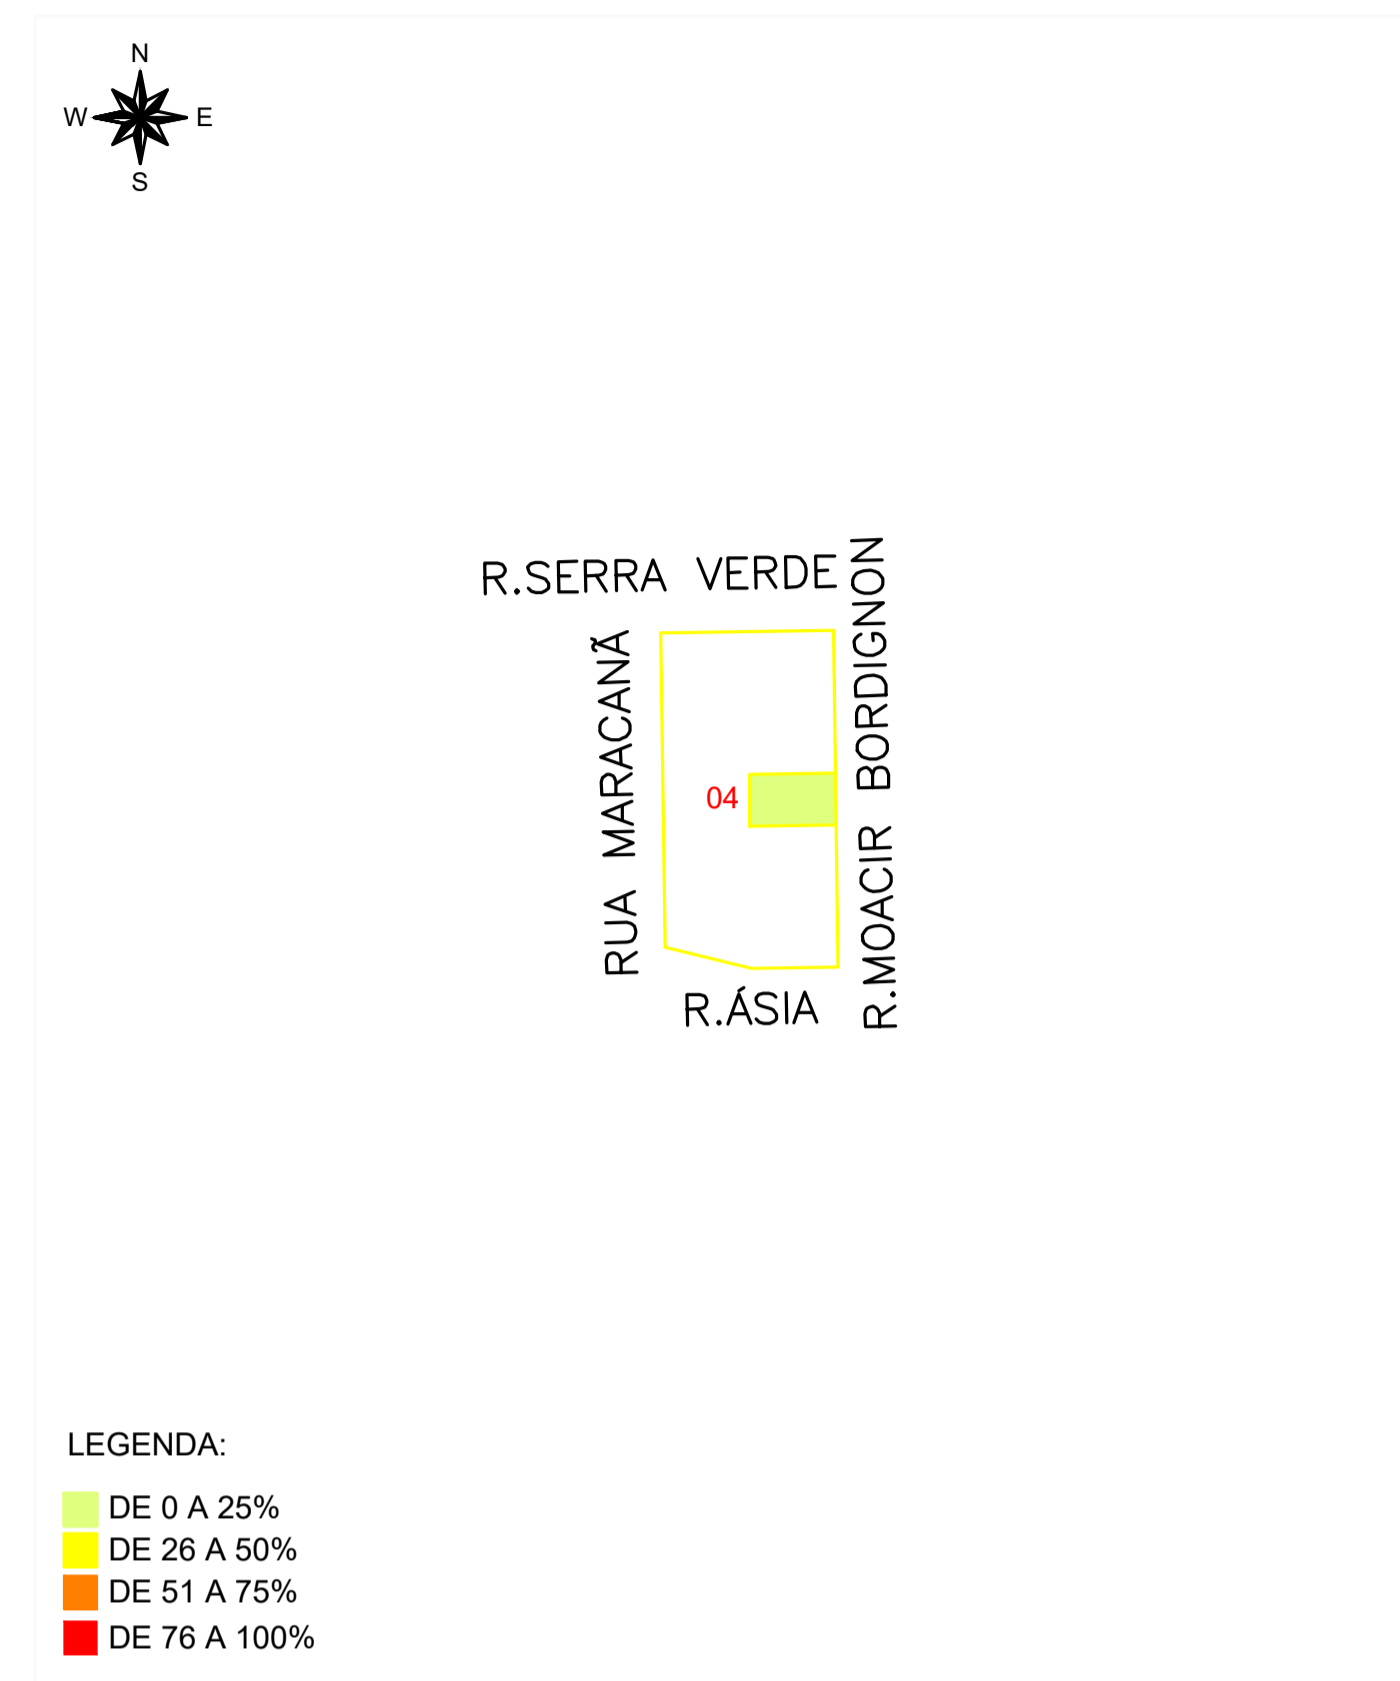 N
W E
S
R.SERRA VERDE
R.MOACIR BORDIGNON
RUA MARACANÃ
04
R.ÁSIA
LEGENDA:
DE 0 A 25%
DE 26 A 50%
DE 51 A 75%
DE 76 A 100%